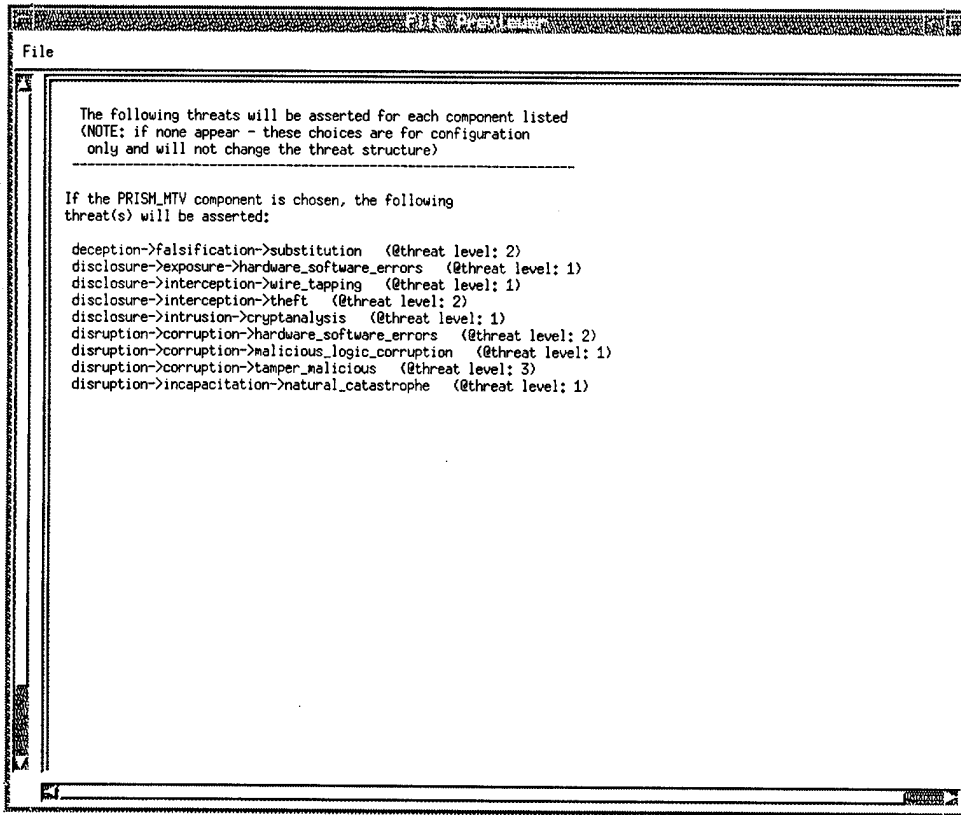 File Previewer
File
The following threats will be asserted for each component listed
(NOTE: if none appear - these choices are for configuration
only and will not change the threat structure)
If the PRISM_MTV component is chosen, the following
threat(s) will be asserted:
deception->falsification->substitution (@threat level: 2)
disclosure->exposure->hardware_software_errors (@threat level: 1)
disclosure->interception->wire_tapping (@threat level: 1)
disclosure->interception->theft (@threat level: 2)
disclosure->intrusion->cryptanalysis (@threat level: 1)
disruption->corruption->hardware_software_errors (@threat level: 2)
disruption->corruption->malicious_logic_corruption (@threat level: 1)
disruption->corruption->tamper_malicious (@threat level: 3)
disruption->incapacitation->natural_catastrophe (@threat level: 1)